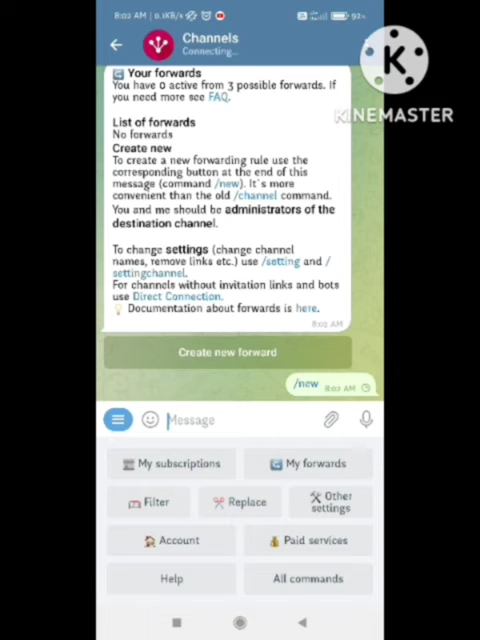 8:02 AM | 0.1KB/s
92%
Channels
Connecting...
KINEMASTER
Your forwards
You have 0 active from 3 possible forwards. If
you need more see FAQ.
List of forwards
No forwards
Create new
To create a new forwarding rule use the
corresponding button at the end of this
message (command /new). It`s more
convenient than the old /channel command.
You and me should be administrators of the
destination channel.
To change settings (change channel
names, remove links etc.) use /setting and /
settingchannel.
For channels without invitation links and bots
use Direct Connection.
Documentation about forwards is here.
8:02 AM
Create new forward
/new 8:02 AM
Message
My subscriptions
My forwards
Filter
Replace
Other
settings
Account
Paid services
Help
All commands